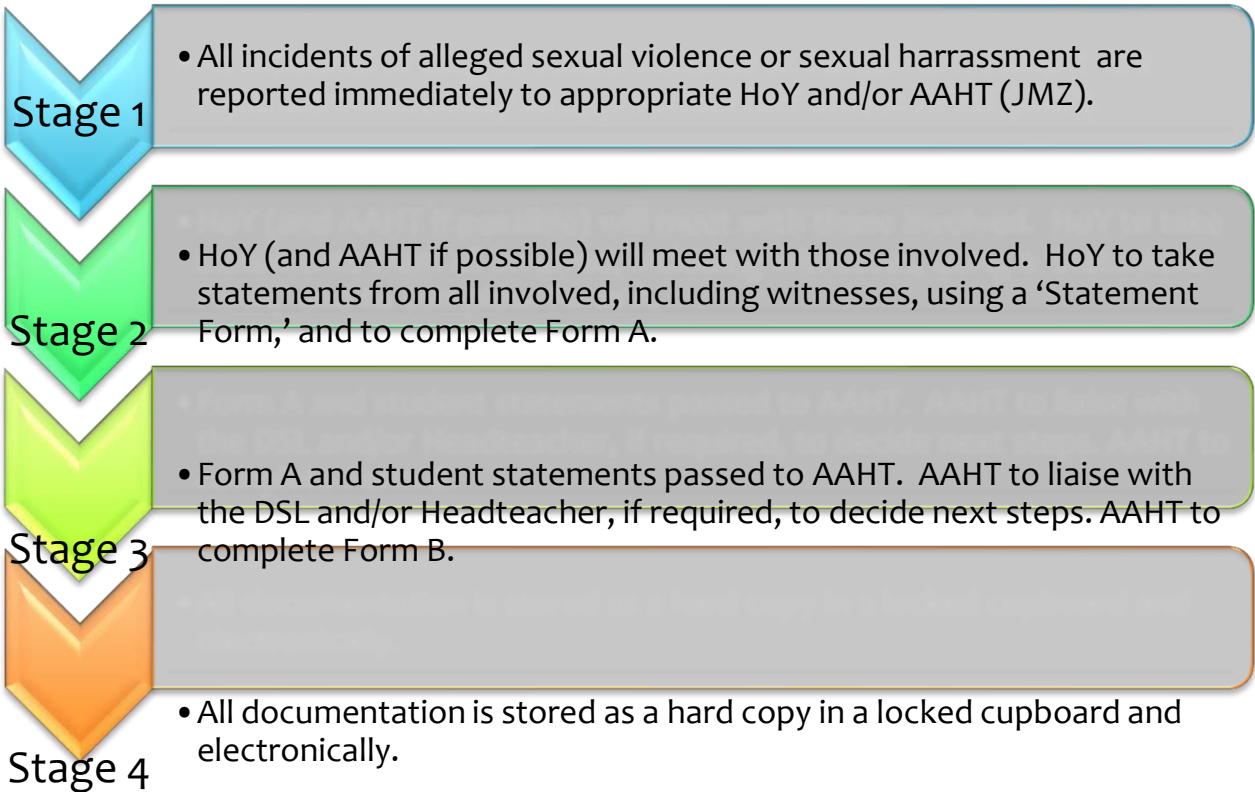 Stage 1
• All incidents of alleged sexual violence or sexual harrassment are
reported immediately to appropriate HoY and/or AAHT (JMZ).
Stage 2
• HoY (and AAHT if possible) will meet with those involved. HoY to take
statements from all involved, including witnesses, using a ‘Statement
Form,’ and to complete Form A.
Stage 3
• Form A and student statements passed to AAHT. AAHT to liaise with
the DSL and/or Headteacher, if required, to decide next steps. AAHT to
complete Form B.
Stage 4
• All documentation is stored as a hard copy in a locked cupboard and
electronically.